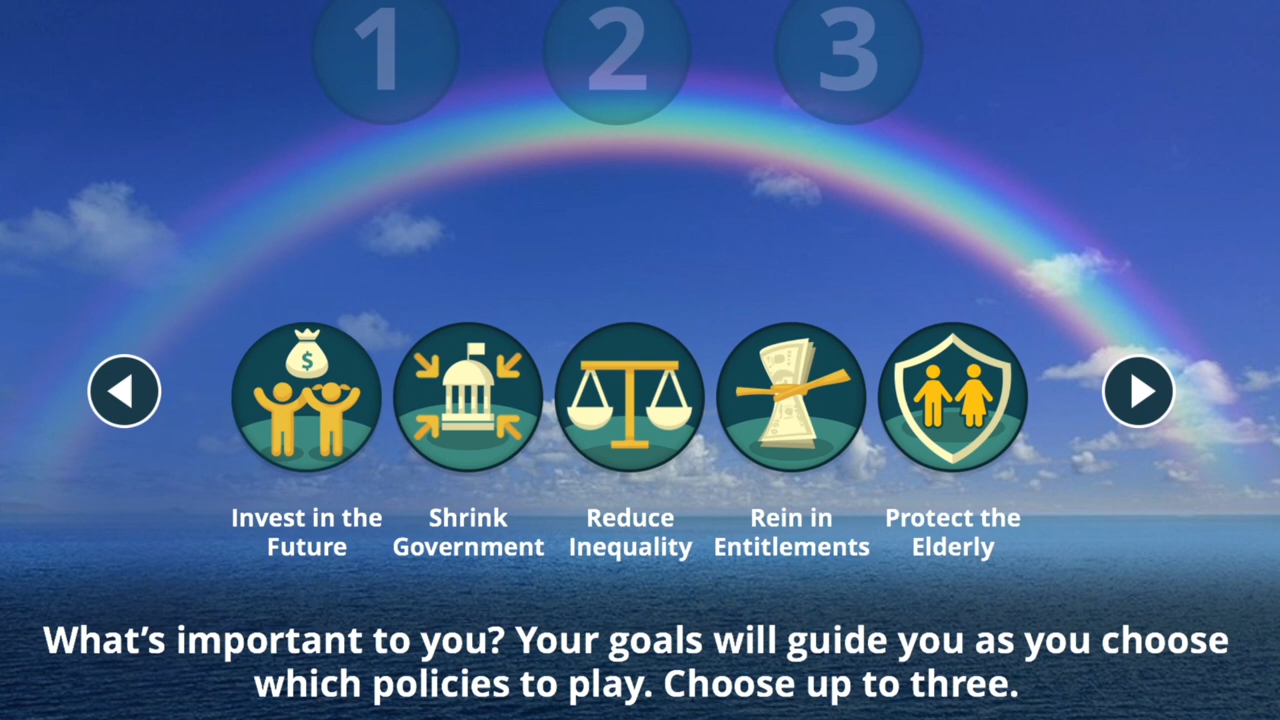 1 2 3
$
Invest in the Future
Shrink Government
Reduce Inequality
Rein in Entitlements
Protect the Elderly
What's important to you? Your goals will guide you as you choose
which policies to play. Choose up to three.